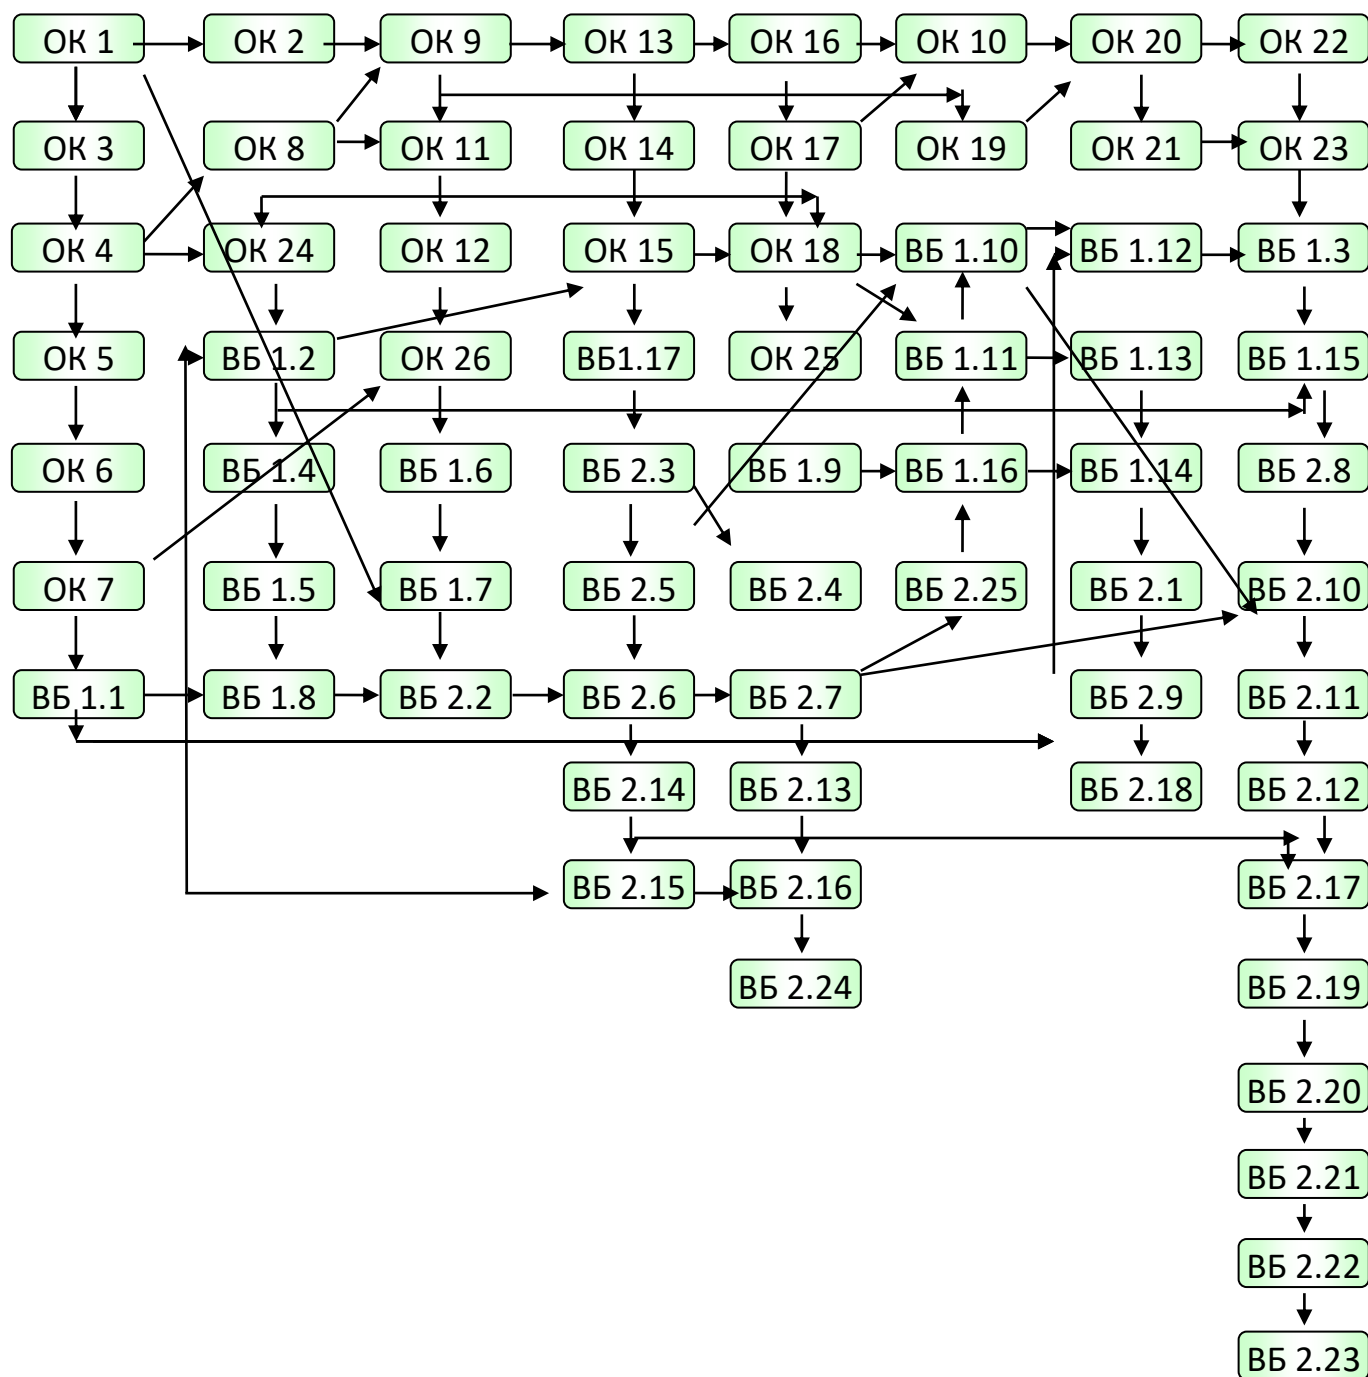 ОК 1 ОК 2 ОК 9 ОК 13 ОК 16 ОК 10 ОК 20 ОК 22
ОК 3 ОК 8 ОК 11 ОК 14 ОК 17 ОК 19 ОК 21 ОК 23
ОК 4 ОК 24 ОК 12 ОК 15 ОК 18 ВБ 1.10 ВБ 1.12 ВБ 1.3
ОК 5 ВБ 1.2 ОК 26 ВБ1.17 ОК 25 ВБ 1.11 ВБ 1.13 ВБ 1.15
ОК 6 ВБ 1.4 ВБ 1.6 ВБ 2.3 ВБ 1.9 ВБ 1.16 ВБ 1.14 ВБ 2.8
ОК 7 ВБ 1.5 ВБ 1.7 ВБ 2.5 ВБ 2.4 ВБ 2.25 ВБ 2.1 ВБ 2.10
ВБ 1.1 ВБ 1.8 ВБ 2.2 ВБ 2.6 ВБ 2.7 ВБ 2.9 ВБ 2.11
ВБ 2.14 ВБ 2.13 ВБ 2.18 ВБ 2.12
ВБ 2.15 ВБ 2.16 ВБ 2.17
ВБ 2.24 ВБ 2.19
ВБ 2.20
ВБ 2.21
ВБ 2.22
ВБ 2.23